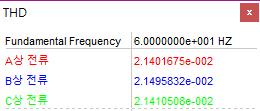 THD
Fundamental Frequency 6.0000000e+001 HZ
A상 전류 2.1401675e-002
B상 전류 2.1495832e-002
C상 전류 2.1410508e-002